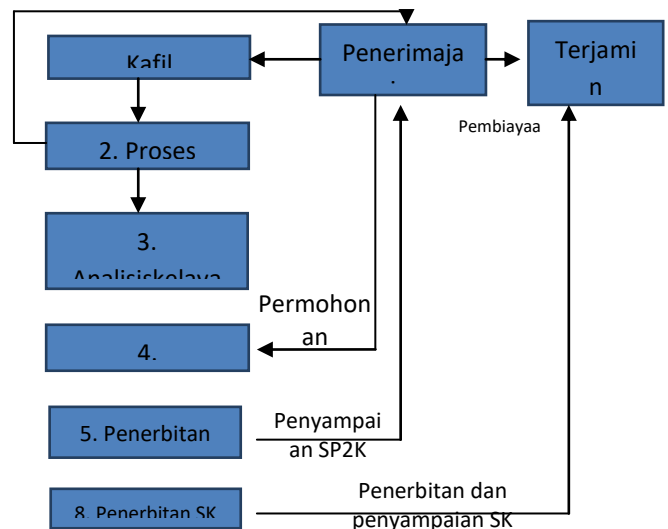 Kafil
Penerimaja
Terjami
n
Pembiayaa
2. Proses
3.
Analisiskelaya
Permohon
an
4.
5. Penerbitan
Penyampai
an SP2K
8. Penerbitan SK
Penerbitan dan
penyampaian SK